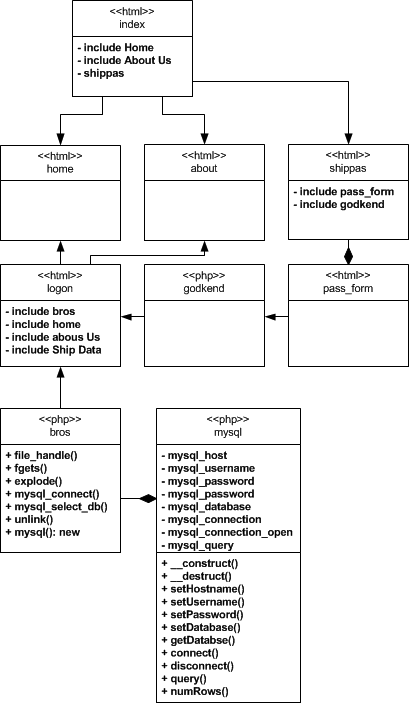 <<html>>
index
- include Home
- include About Us
- shippas
<<html>>
home
<<html>>
about
<<html>>
shippas
- include pass_form
- include godkend
<<html>>
logon
- include bros
- include home
- include abous Us
- include Ship Data
<<php>>
godkend
<<html>>
pass_form
<<php>>
bros
+ file_handle()
+ fgets()
+ explode()
+ mysql_connect()
+ mysql_select_db()
+ unlink()
+ mysql(): new
<<php>>
mysql
- mysql_host
- mysql_username
- mysql_password
- mysql_password
- mysql_database
- mysql_connection
- mysql_connection_open
- mysql_query
+ __construct()
+ __destruct()
+ setHostname()
+ setUsername()
+ setPassword()
+ setDatabase()
+ getDatabse()
+ connect()
+ disconnect()
+ query()
+ numRows()